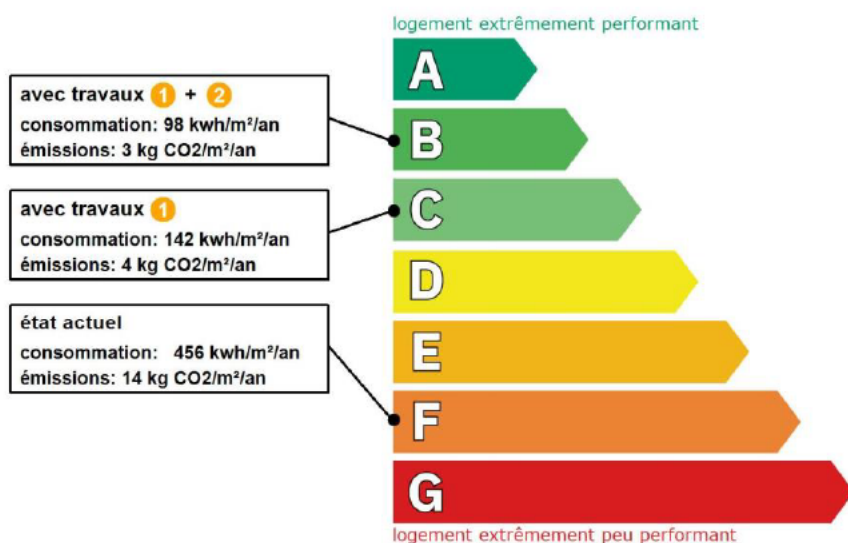 logement extrêmement performant
A
avec travaux 1 + 2
consommation: 98 kwh/m²/an
émissions: 3 kg CO2/m²/an
B
avec travaux 1
consommation: 142 kwh/m²/an
émissions: 4 kg CO2/m²/an
C
D
état actuel
consommation: 456 kwh/m²/an
émissions: 14 kg CO2/m²/an
E
F
G
logement extrêmement peu performant